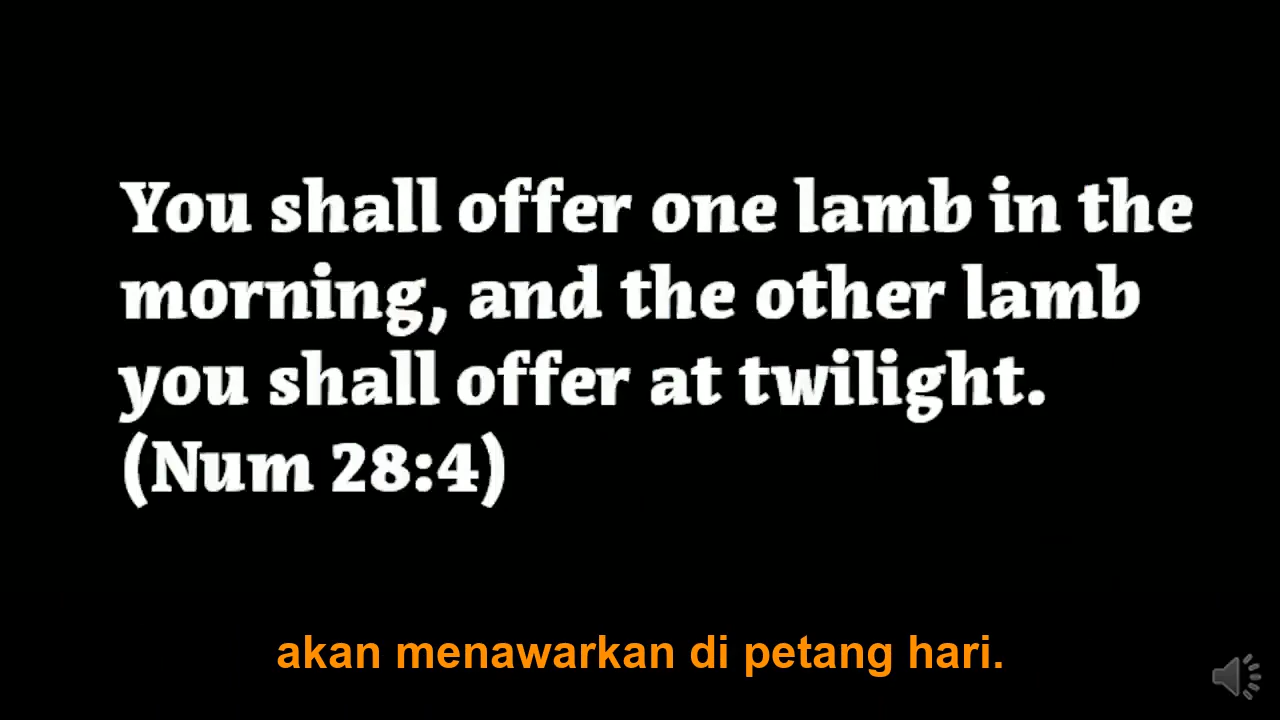 You shall offer one lamb in the
morning, and the other lamb
you shall offer at twilight.
(Num 28:4)
akan menawarkan di petang hari.